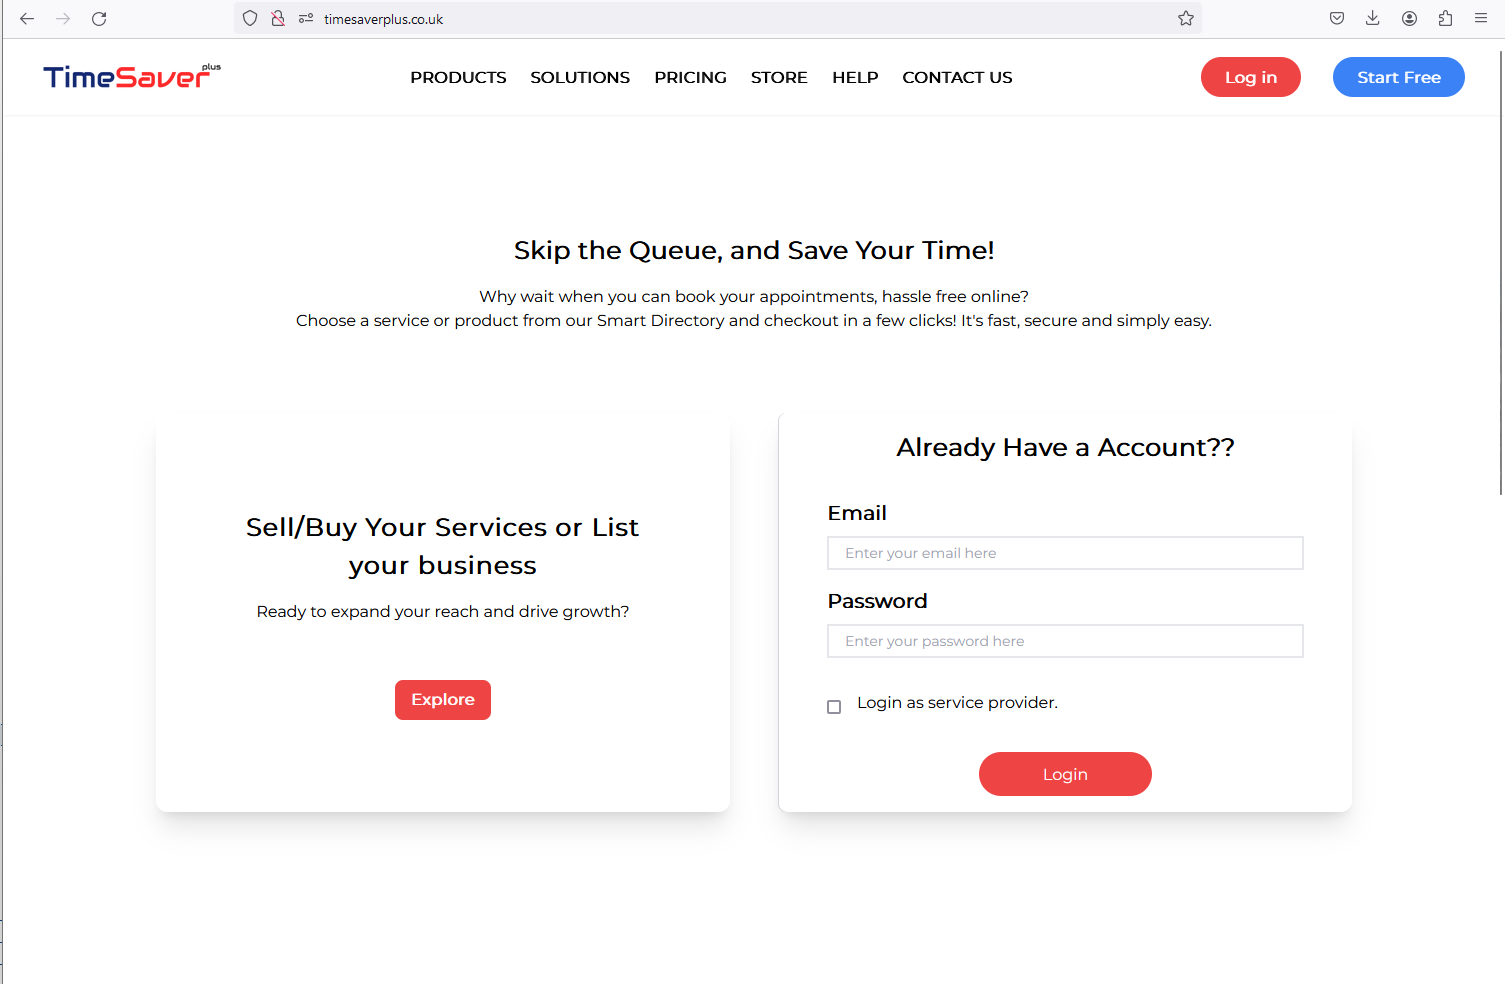 timesaverplus.co.uk
TimeSaver plus
PRODUCTS SOLUTIONS PRICING STORE HELP CONTACT US Log in Start Free
Skip the Queue, and Save Your Time!
Why wait when you can book your appointments, hassle free online?
Choose a service or product from our Smart Directory and checkout in a few clicks! It's fast, secure and simply easy.
Sell/Buy Your Services or List
your business
Ready to expand your reach and drive growth?
Explore
Already Have a Account??
Email
Enter your email here
Password
Enter your password here
Login as service provider.
Login